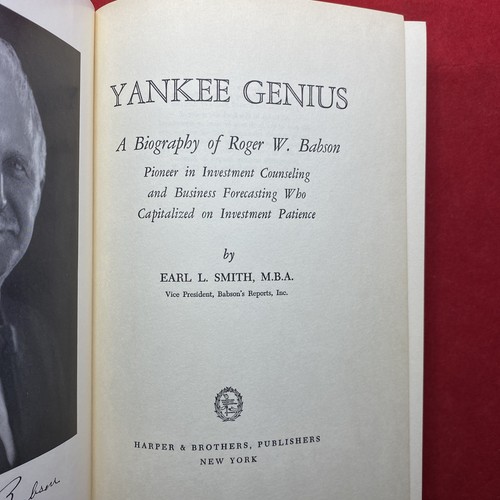 YANKEE GENIUS
A Biography of Roger W. Babson
Pioneer in Investment Counseling
and Business Forecasting Who
Capitalized on Investment Patience
by
EARL L. SMITH, M.B.A.
Vice President, Babson's Reports, Inc.
HARPER & BROTHERS, PUBLISHERS
NEW YORK
Babson